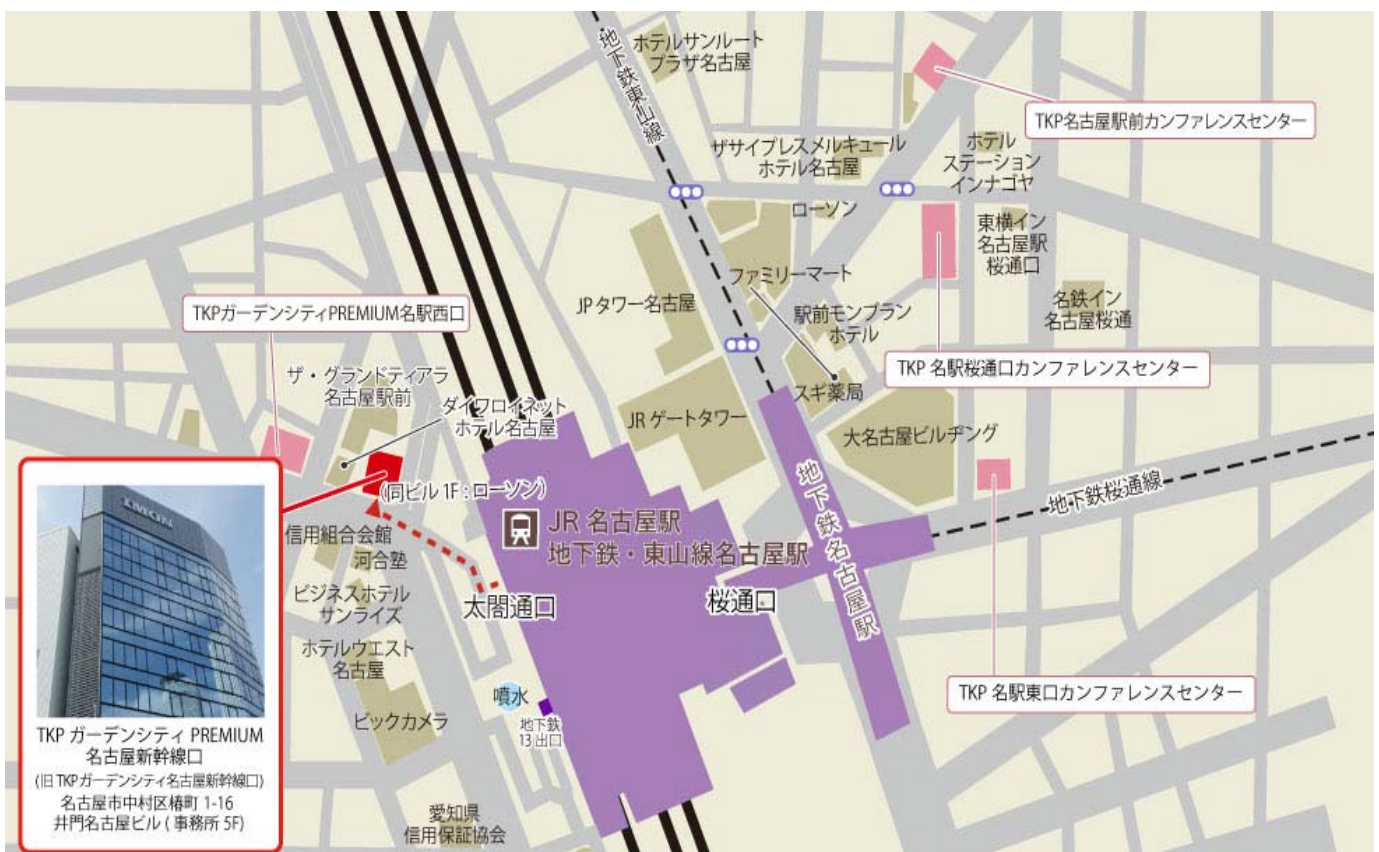 ホテルサンルート
プラザ名古屋
地下鉄東山線
TKP名古屋駅前カンファレンスセンター
ザサイプレスメルキュール
ホテル名古屋
ホテル
ステーション
インナゴヤ
ローソン
東横イン
名古屋駅
桜通口
ファミリーマート
JPタワー名古屋
駅前モンブラン
ホテル
名鉄イン
名古屋桜通
TKPガーデンシティPREMIUM名駅西口
TKP 名駅桜通口カンファレンスセンター
ザ・グランドティアラ
名古屋駅前
ダイワロイネット
ホテル名古屋
スギ薬局
JRゲートタワー
大名古屋ビルヂング
(同ビル 1F:ローソン)
地下鉄桜通線
地下鉄名古屋駅
JR 名古屋駅
地下鉄・東山線名古屋駅
信用組合会館
河合塾
ビジネスホテル
サンライズ
太閤通口
桜通口
ホテルウエスト
名古屋
TKP 名駅東口カンファレンスセンター
噴水
地下鉄
13出口
ビックカメラ
愛知県
信用保証協会
IMON
TKP ガーデンシティ PREMIUM
名古屋新幹線口
(旧 TKPガーデンシティ名古屋新幹線口)
名古屋市中村区椿町 1-16
井門名古屋ビル ( 事務所 5F)